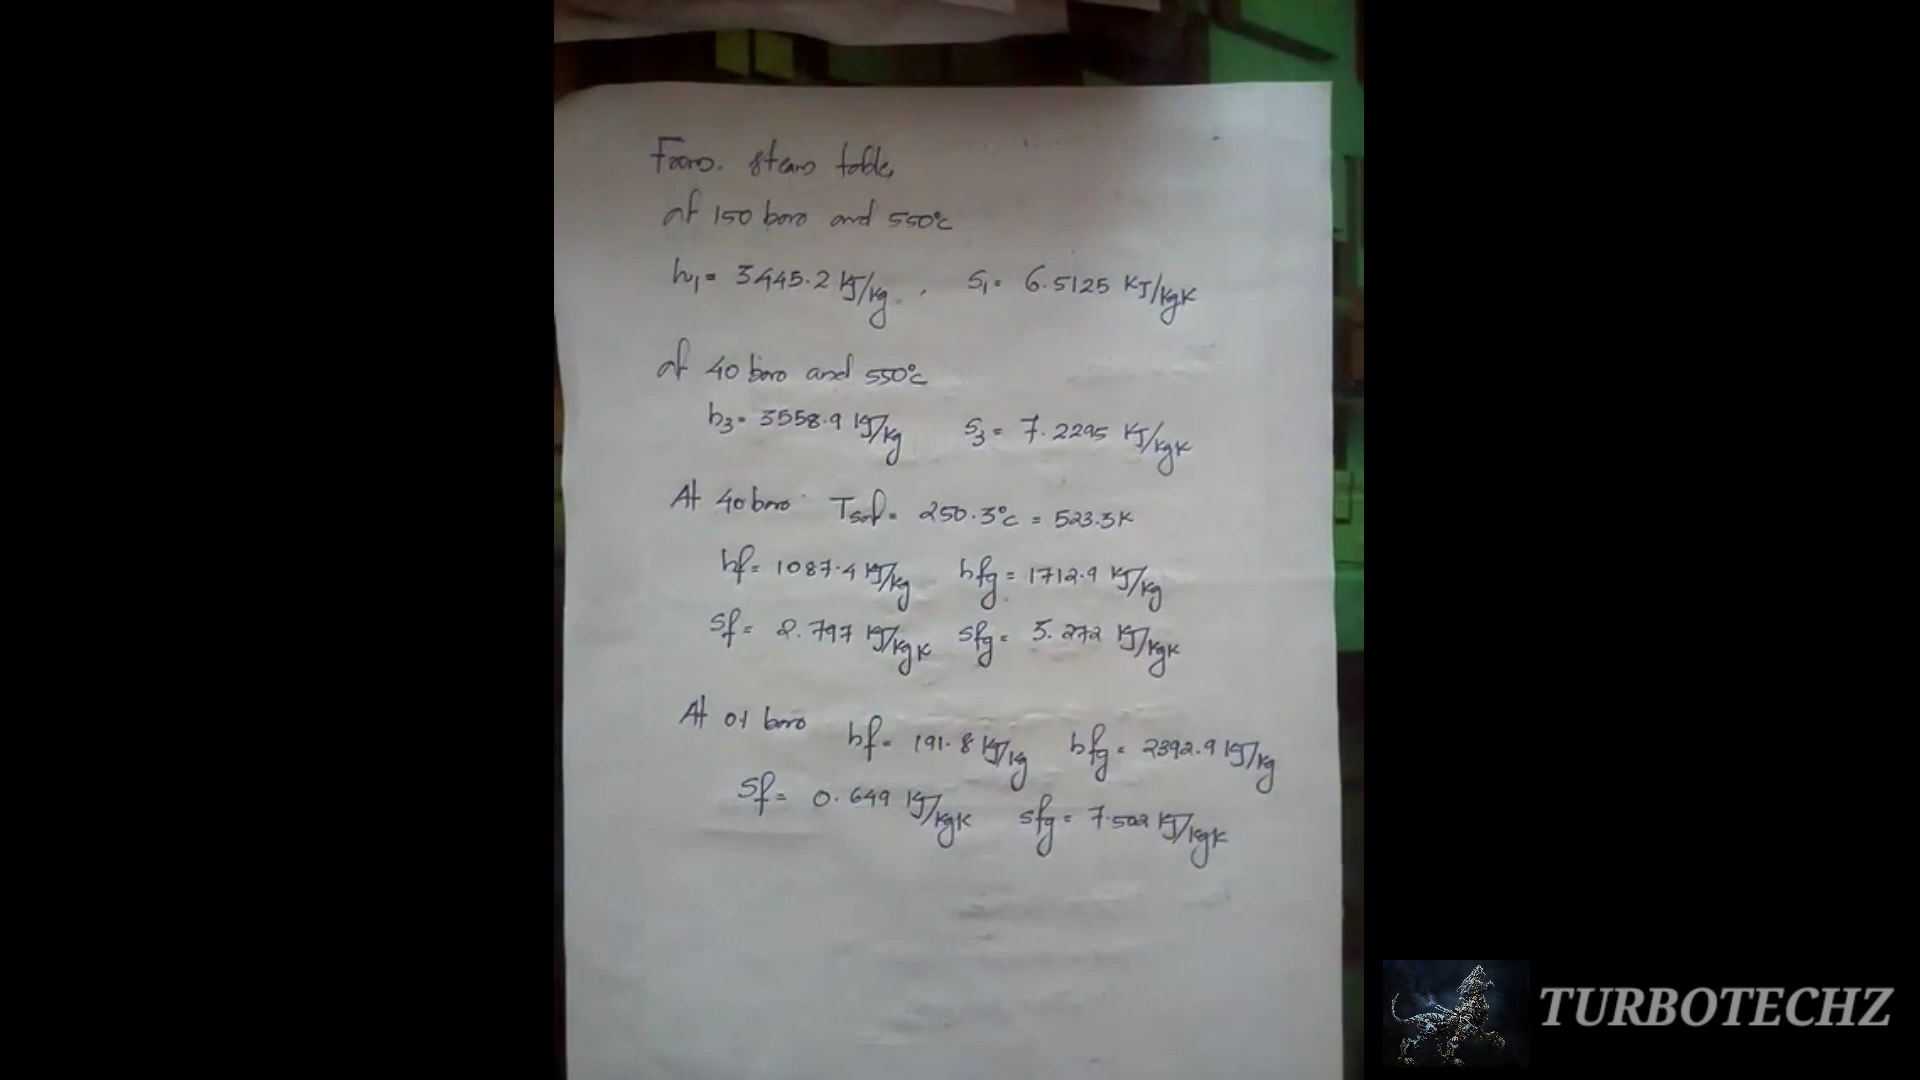 From. steam table,
at 150 bar and 550°C
h1= 3445.2 KJ/kg , S1= 6.5125 KJ/kgK
at 40 bar and 550°C
h3= 3558.9 KJ/kg S3= 7.2295 KJ/kgK
At 40 bar Tsat= 250.3°C = 523.3K
hf= 1087.4 KJ/kg hfg= 1712.9 KJ/kg
Sf= 2.797 KJ/kgK Sfg= 3.272 KJ/kgK
At 0.1 bar hf= 191.8 KJ/kg hfg= 2392.9 KJ/kg
Sf= 0.649 KJ/kgK Sfg= 7.502 KJ/kgK
TURBOTECHZ